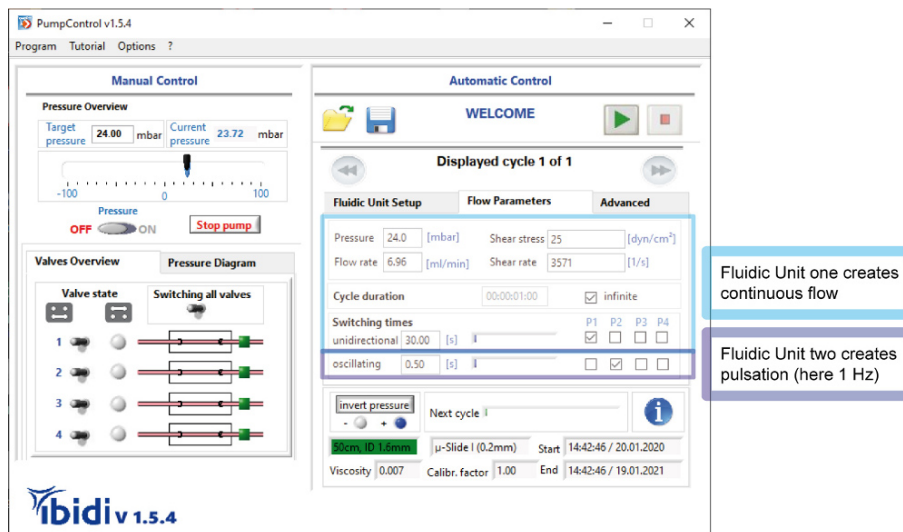 PumpControl v1.5.4
Program Tutorial Options ?
Manual Control
Pressure Overview
Target pressure 24.00 mbar Current pressure 23.72 mbar
-100 0 100
Pressure
OFF ON Stop pump
Valves Overview Pressure Diagram
Valve state Switching all valves
1
2
3
4
Automatic Control
WELCOME
Displayed cycle 1 of 1
Fluidic Unit Setup Flow Parameters Advanced
Pressure 24.0 [mbar] Shear stress 25 [dyn/cm²]
Flow rate 6.96 [ml/min] Shear rate 3571 [1/s]
Cycle duration 00:00:01:00 infinite
Switching times P1 P2 P3 P4
unidirectional 30.00 [s]
oscillating 0.50 [s]
invert pressure Next cycle
- +
50cm, ID 1.6mm µ-Slide I (0.2mm) Start 14:42:46 / 20.01.2020
Viscosity 0.007 Calibr. factor 1.00 End 14:42:46 / 19.01.2021
ibidi v 1.5.4
Fluidic Unit one creates
continuous flow
Fluidic Unit two creates
pulsation (here 1 Hz)